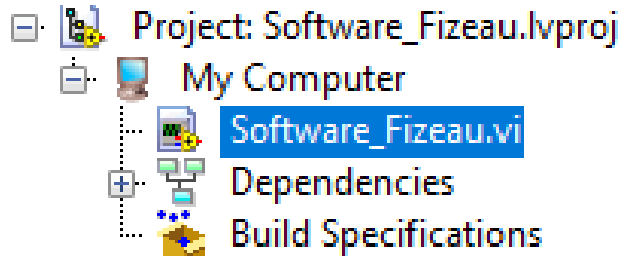 Project: Software_Fizeau.lvproj
My Computer
Software_Fizeau.vi
Dependencies
Build Specifications